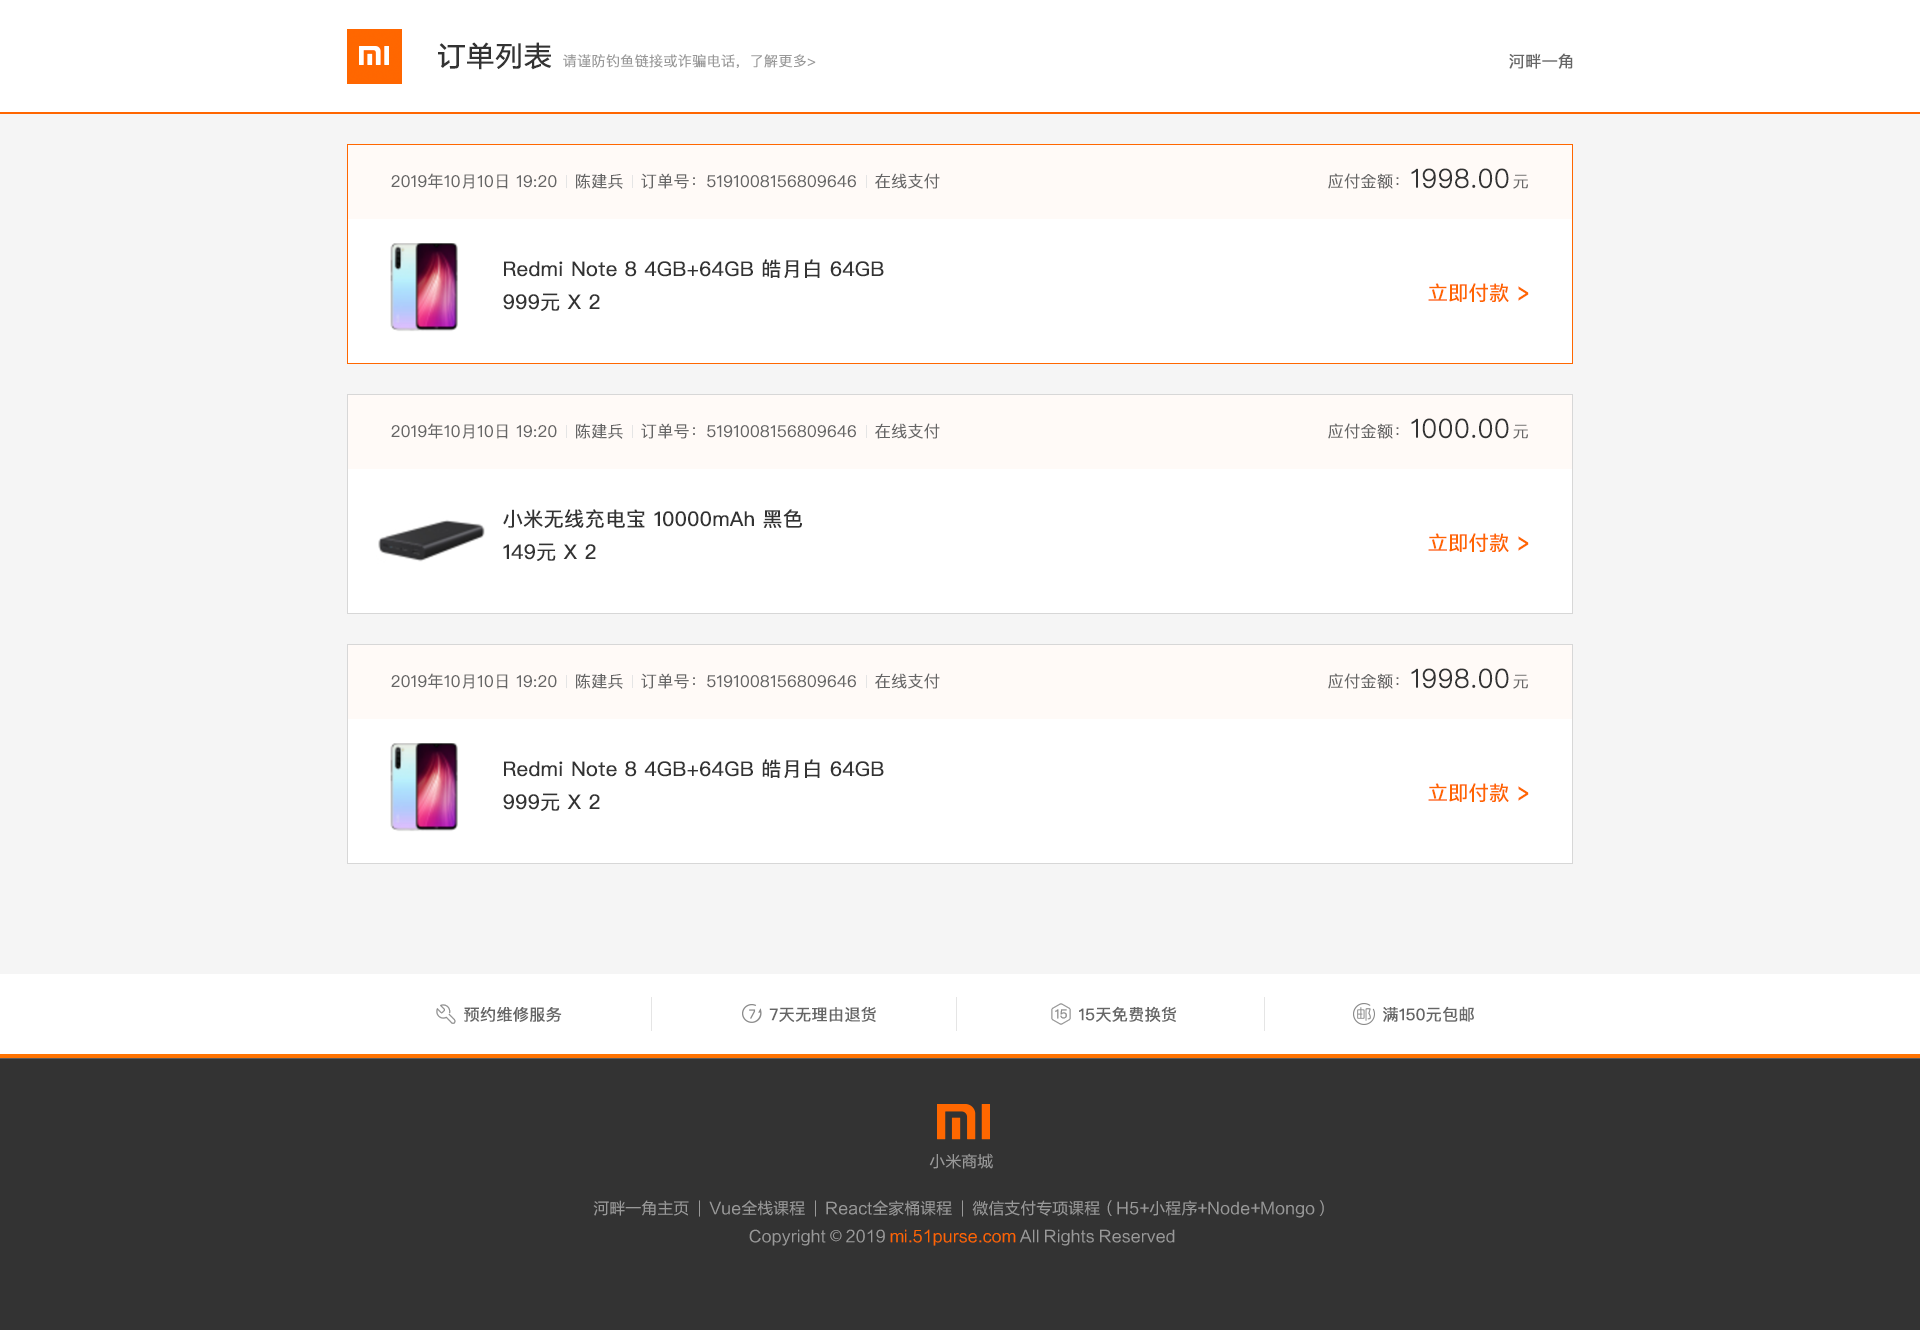 订单列表 请谨防钓鱼链接或诈骗电话，了解更多>
河畔一角
2019年10月10日 19:20 | 陈建兵 | 订单号：5191008156809646 | 在线支付
应付金额：1998.00元
Redmi Note 8 4GB+64GB 皓月白 64GB
999元 X 2
立即付款 >
2019年10月10日 19:20 | 陈建兵 | 订单号：5191008156809646 | 在线支付
应付金额：1000.00元
小米无线充电宝 10000mAh 黑色
149元 X 2
立即付款 >
2019年10月10日 19:20 | 陈建兵 | 订单号：5191008156809646 | 在线支付
应付金额：1998.00元
Redmi Note 8 4GB+64GB 皓月白 64GB
999元 X 2
立即付款 >
预约维修服务
7 7天无理由退货
15 15天免费换货
邮 满150元包邮
小米商城
河畔一角主页 | Vue全栈课程 | React全家桶课程 | 微信支付专项课程（H5+小程序+Node+Mongo）
Copyright © 2019 mi.51purse.com All Rights Reserved